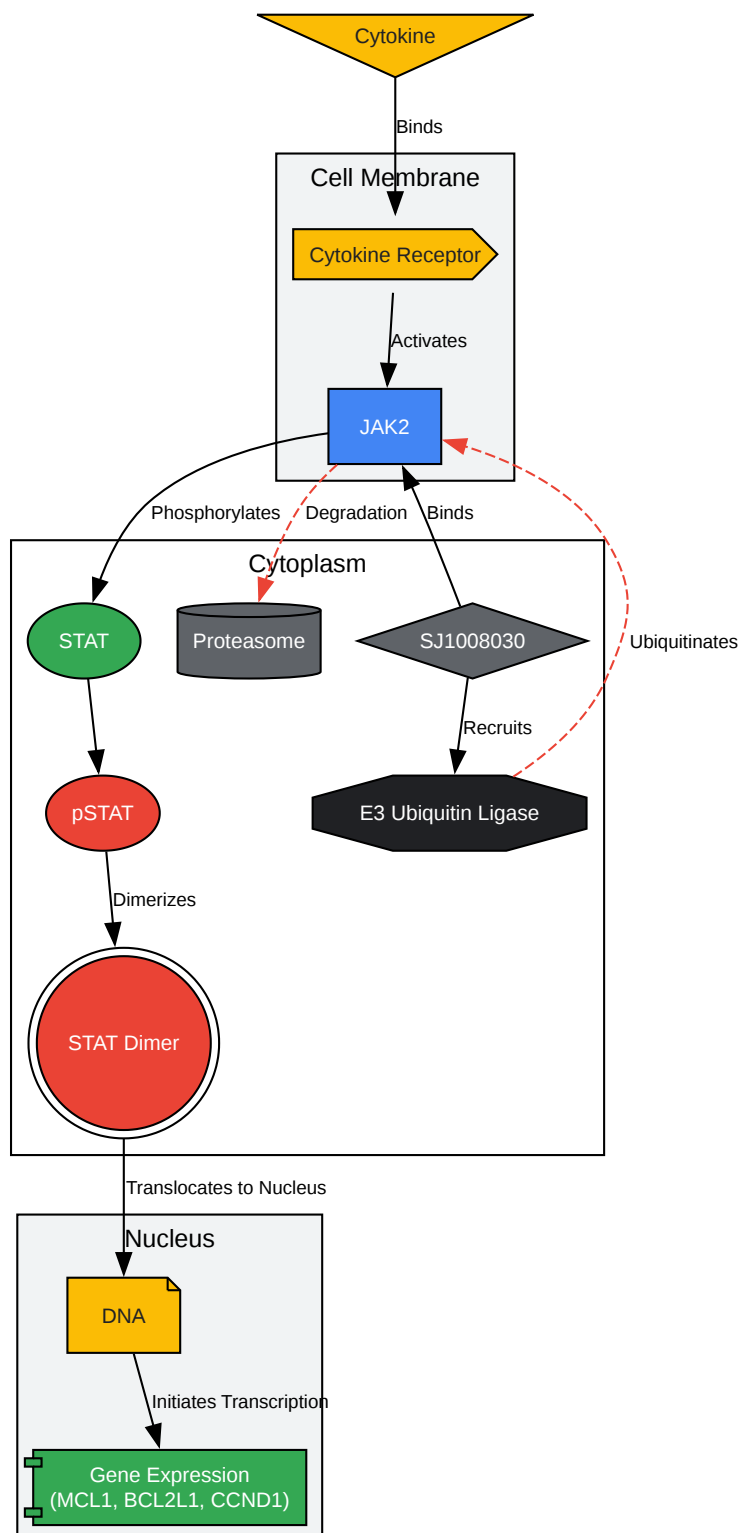 Cytokine
Binds
Cell Membrane
Cytokine Receptor
Activates
JAK2
Phosphorylates
Degradation
Binds
Cytoplasm
STAT
Proteasome
SJ1008030
Ubiquitinates
Recruits
pSTAT
E3 Ubiquitin Ligase
Dimerizes
STAT Dimer
Translocates to Nucleus
Nucleus
DNA
Initiates Transcription
Gene Expression
(MCL1, BCL2L1, CCND1)